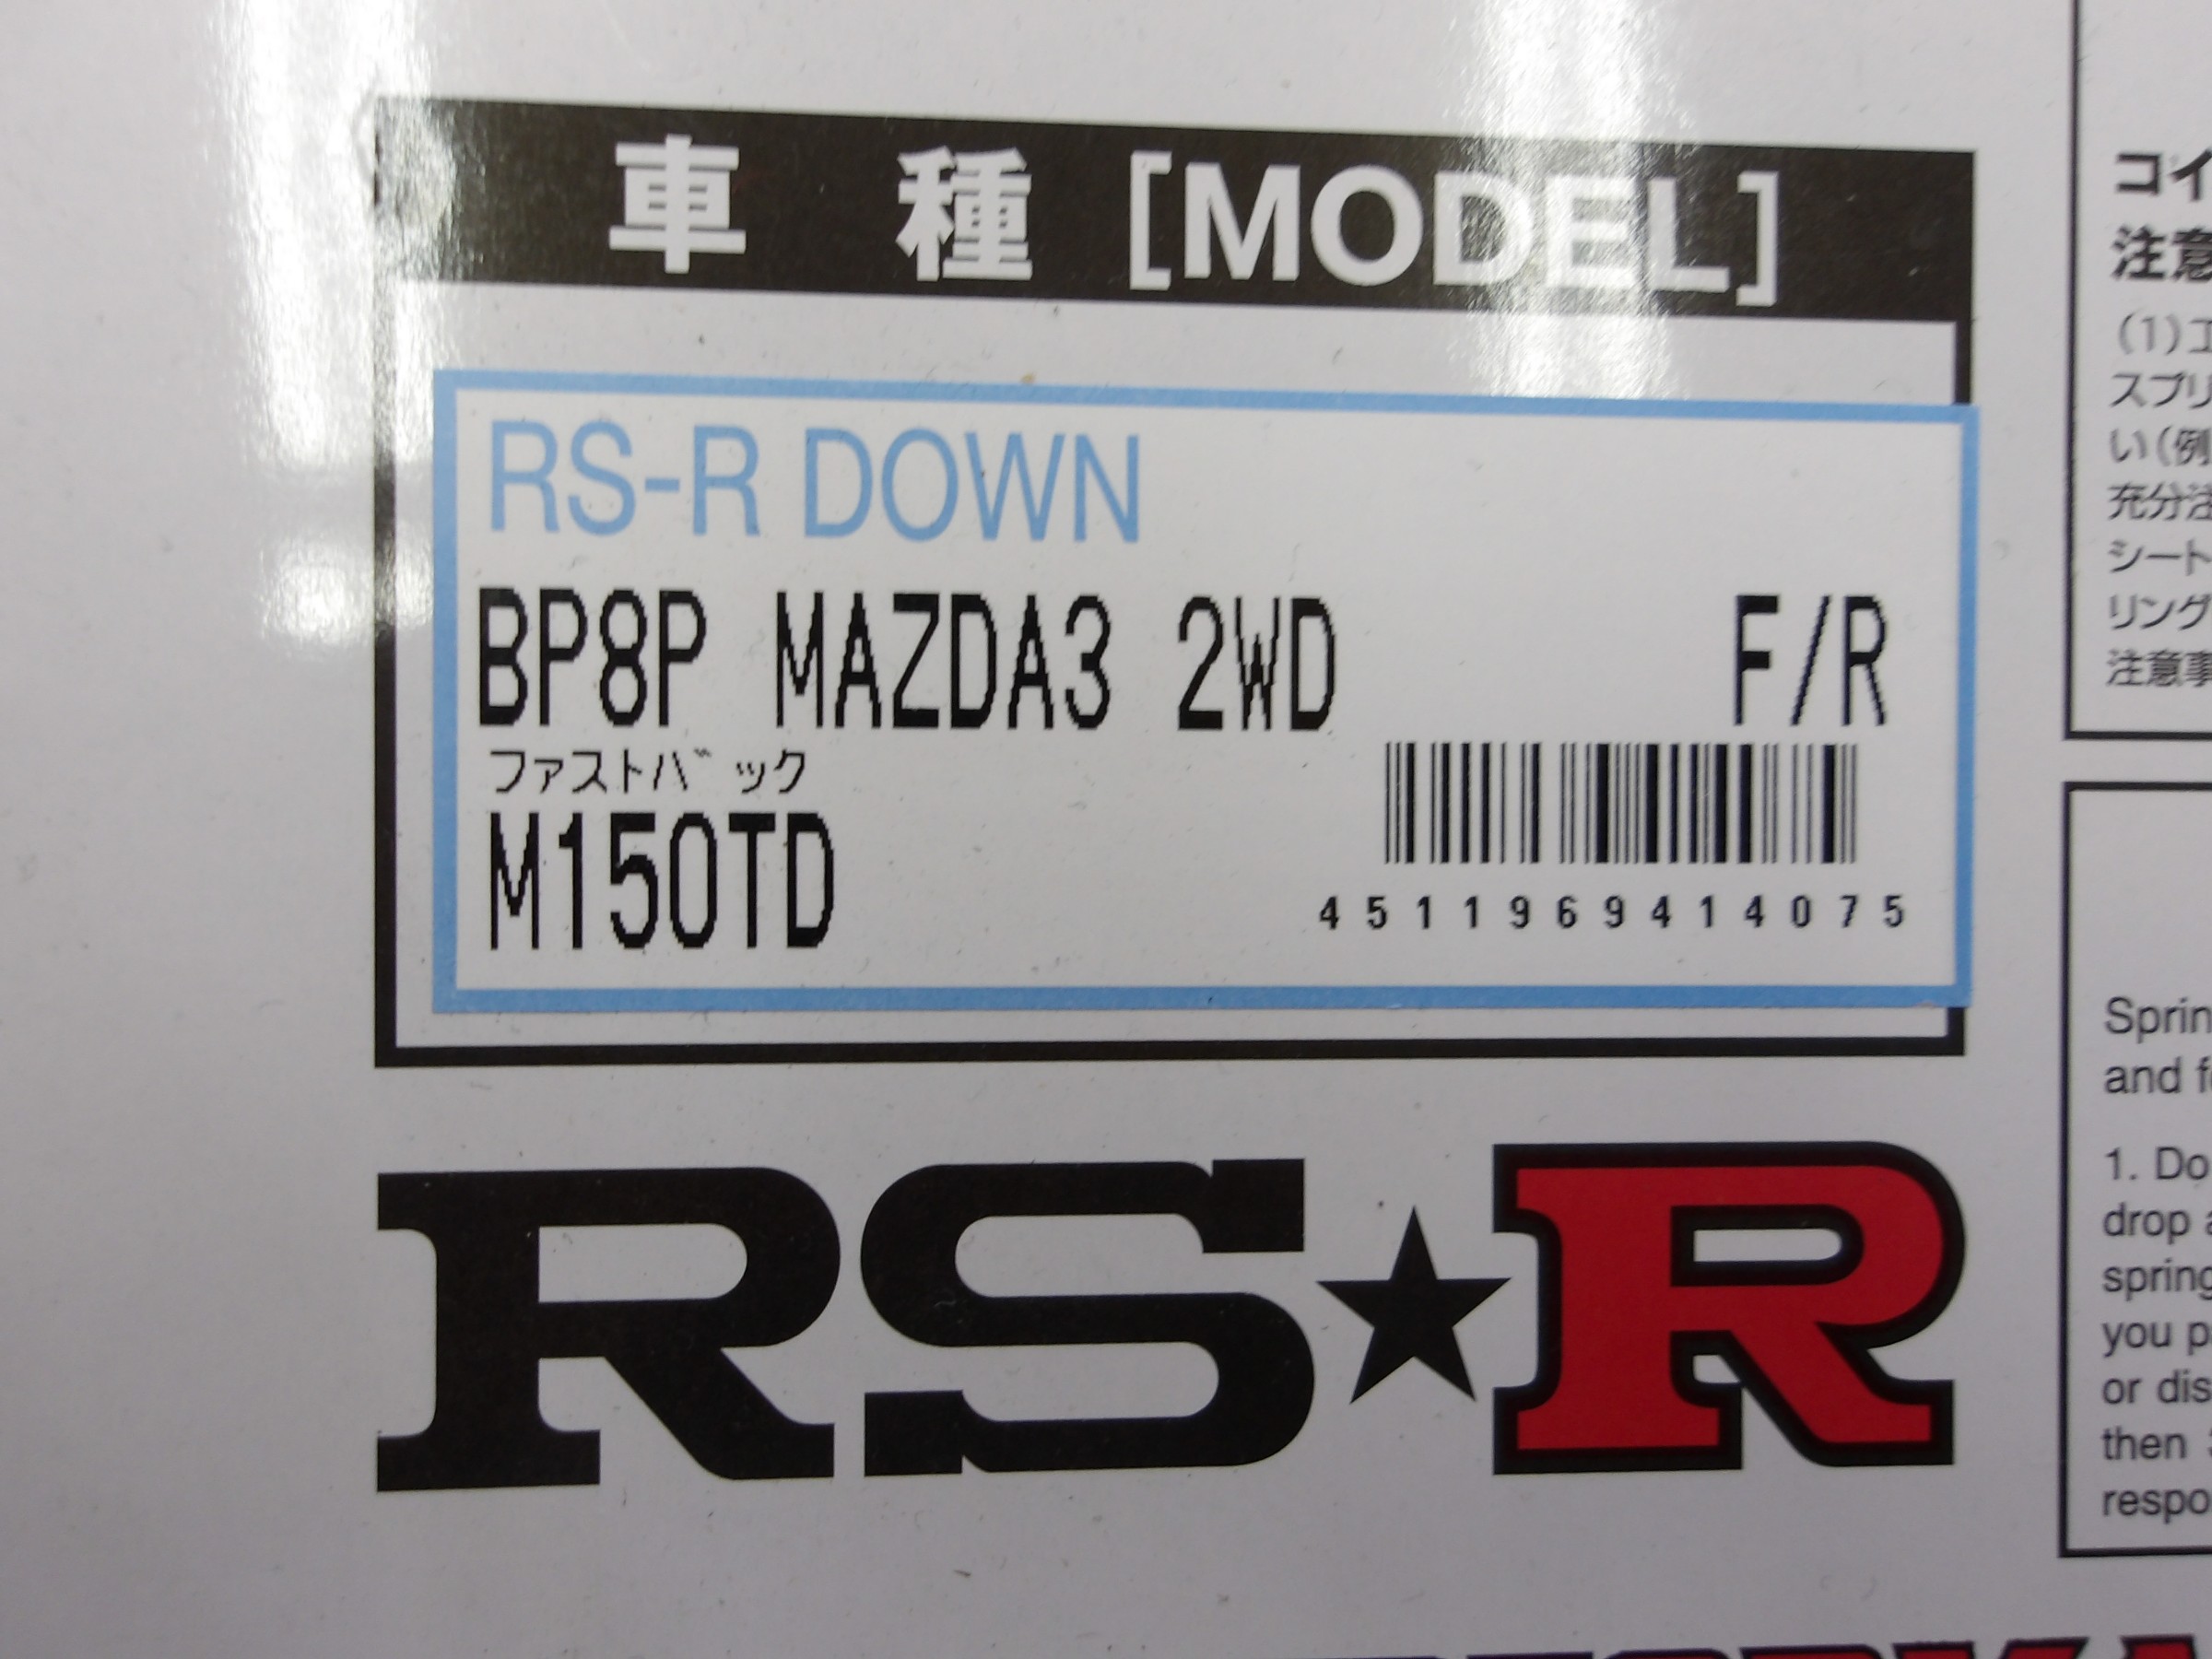 車 種 [MODEL]
RS-R DOWN
BP8P MAZDA3 2WD F/R
ファストバック
M150TD
4511969414075
RS★R
コイ
注意
(1)エ
スプリ
い(例
充分注
シート
リング
注意事
Sprin
and f
1. Do
drop a
spring
you p
or dis
then
respo